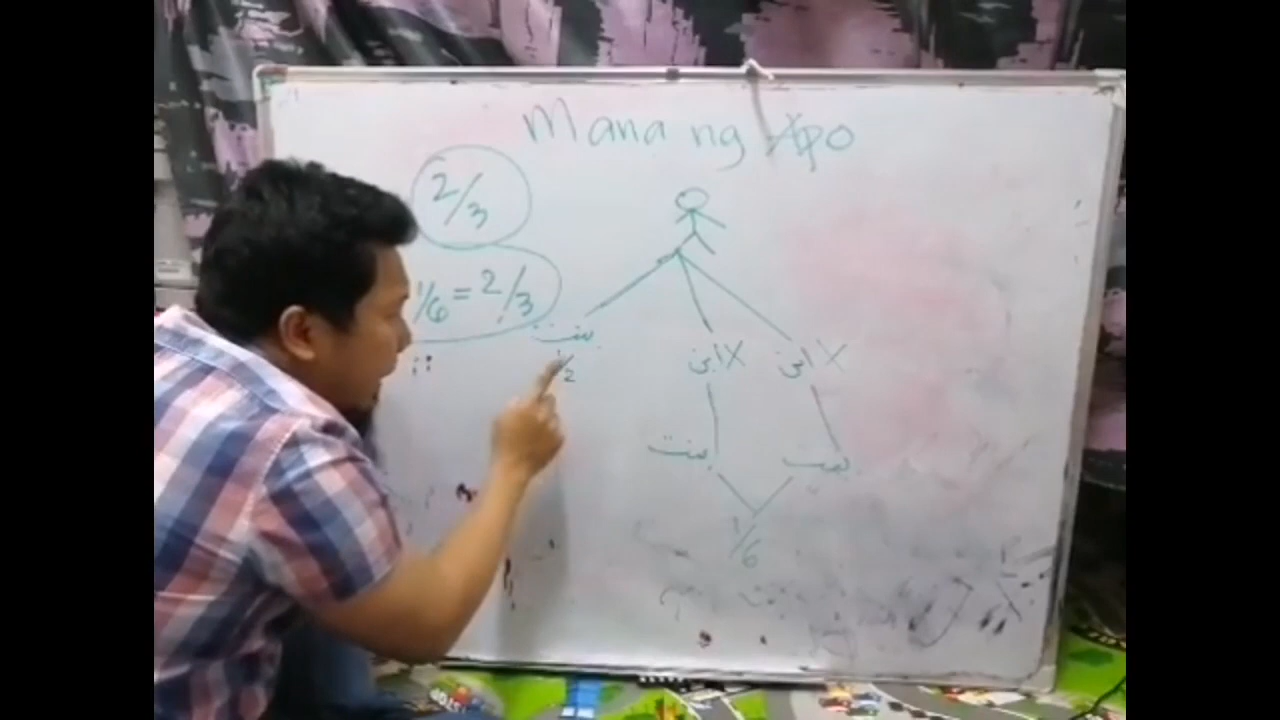 Mana ng Apo
2/3
1/6 = 2/3
بنت
ابن X
ابن X
1/2
بنت
بنت
1/6